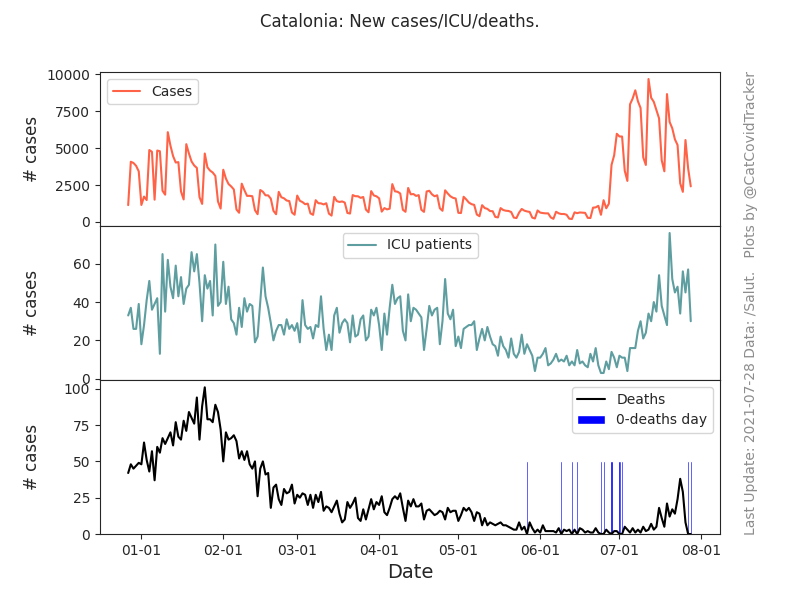 Catalonia: New cases/ICU/deaths.
10000
7500
5000
2500
0
# cases
Cases
60
40
20
0
# cases
ICU patients
100
75
50
25
0
# cases
Deaths
0-deaths day
01-01 02-01 03-01 04-01 05-01 06-01 07-01 08-01
Date
Last Update: 2021-07-28 Data: /Salut. Plots by @CatCovidTracker